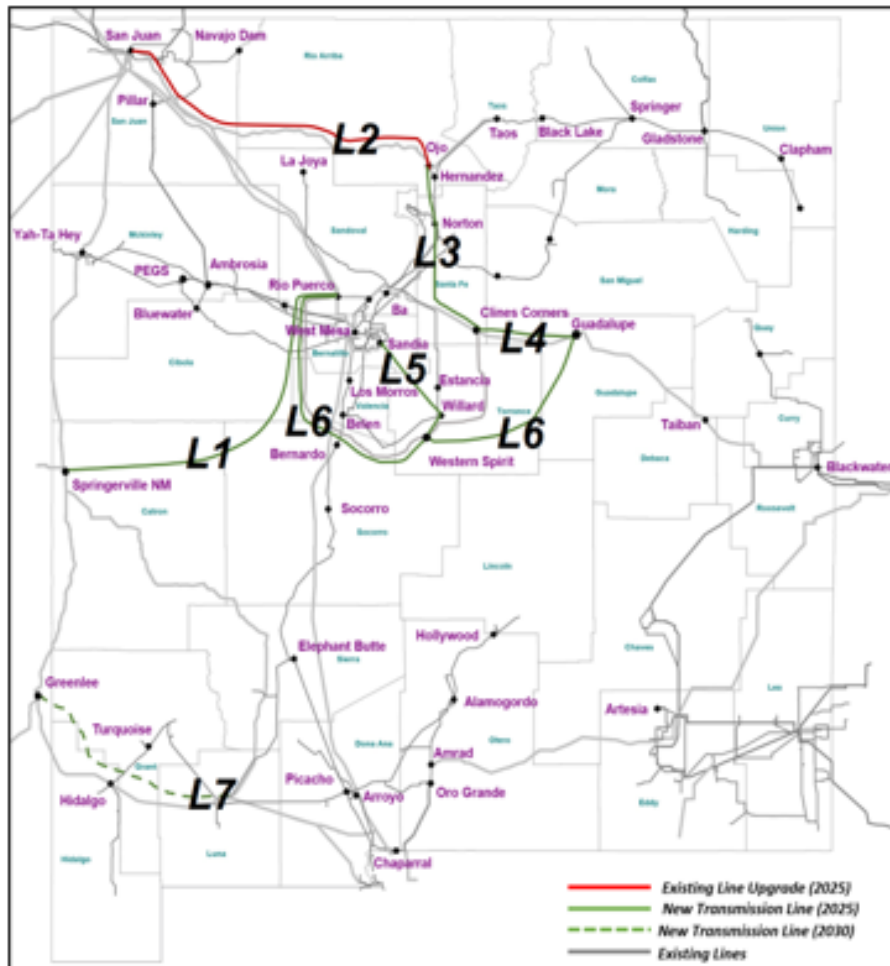 San Juan
Navajo Dam
Rio Arriba
Colfax
Pillar
San Juan
L2
Taos
Taos
Black Lake
Springer
Gladstone
Union
Clapham
Ojo
La Joya
Hernandez
Mora
Norton
Harding
Yah-Ta Hey
McKinley
Sandoval
L3
PEGS
Ambrosia
Rio Puerco
Santa Fe
San Miguel
Bluewater
Ba
Clines Corners
Guadalupe
West Mesa
Sandia
L4
Quay
Cibola
Bernalillo
L5
Estancia
Los Morros
Valencia
Willard
Torrance
Guadalupe
Belen
L6
L6
Taiban
Curry
L1
Bernardo
Western Spirit
Debaca
Blackwater
Springerville NM
Catron
Socorro
Socorro
Roosevelt
Lincoln
Hollywood
Elephant Butte
Sierra
Chaves
Greenlee
Alamogordo
Lea
Artesia
Turquoise
Dona Ana
Otero
Grant
Amrad
L7
Picacho
Arroyo
Oro Grande
Hidalgo
Eddy
Hidalgo
Luna
Chaparral
Existing Line Upgrade (2025)
New Transmission Line (2025)
New Transmission Line (2030)
Existing Lines